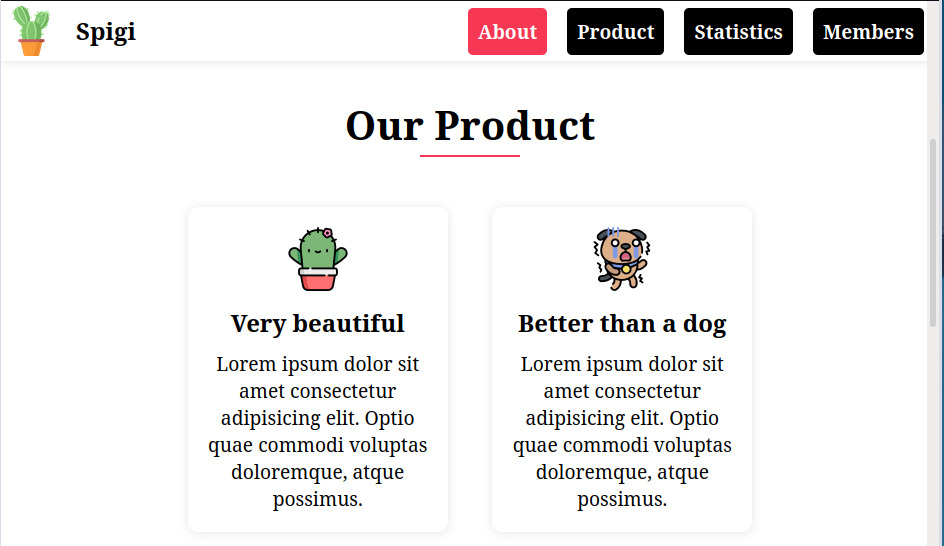 Spigi
About
Product
Statistics
Members
Our Product
Very beautiful
Lorem ipsum dolor sit
amet consectetur
adipisicing elit. Optio
quae commodi voluptas
doloremque, atque
possimus.
Better than a dog
Lorem ipsum dolor sit
amet consectetur
adipisicing elit. Optio
quae commodi voluptas
doloremque, atque
possimus.